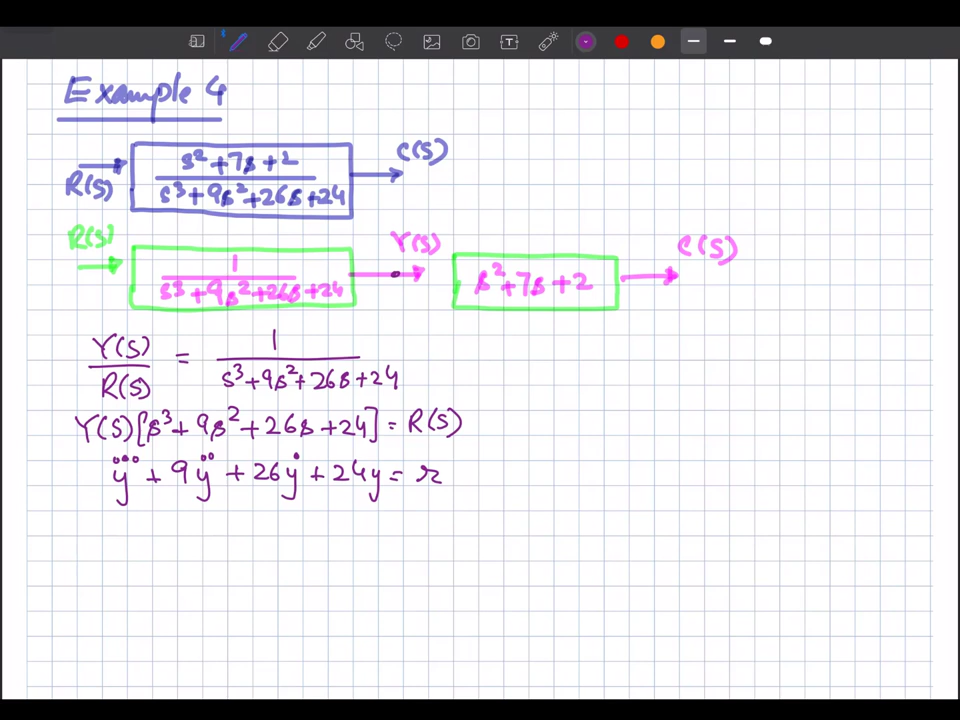 Example 4
R(S) s²+7s+2 / s³+9s²+26s+24 C(S)
R(S) 1 / s³+9s²+26s+24 Y(S) s²+7s+2 C(S)
Y(S)/R(S) = 1 / s³+9s²+26s+24
Y(S)[s³+9s²+26s+24]=R(S)
y⃛ + 9ÿ + 26ẏ + 24y = r